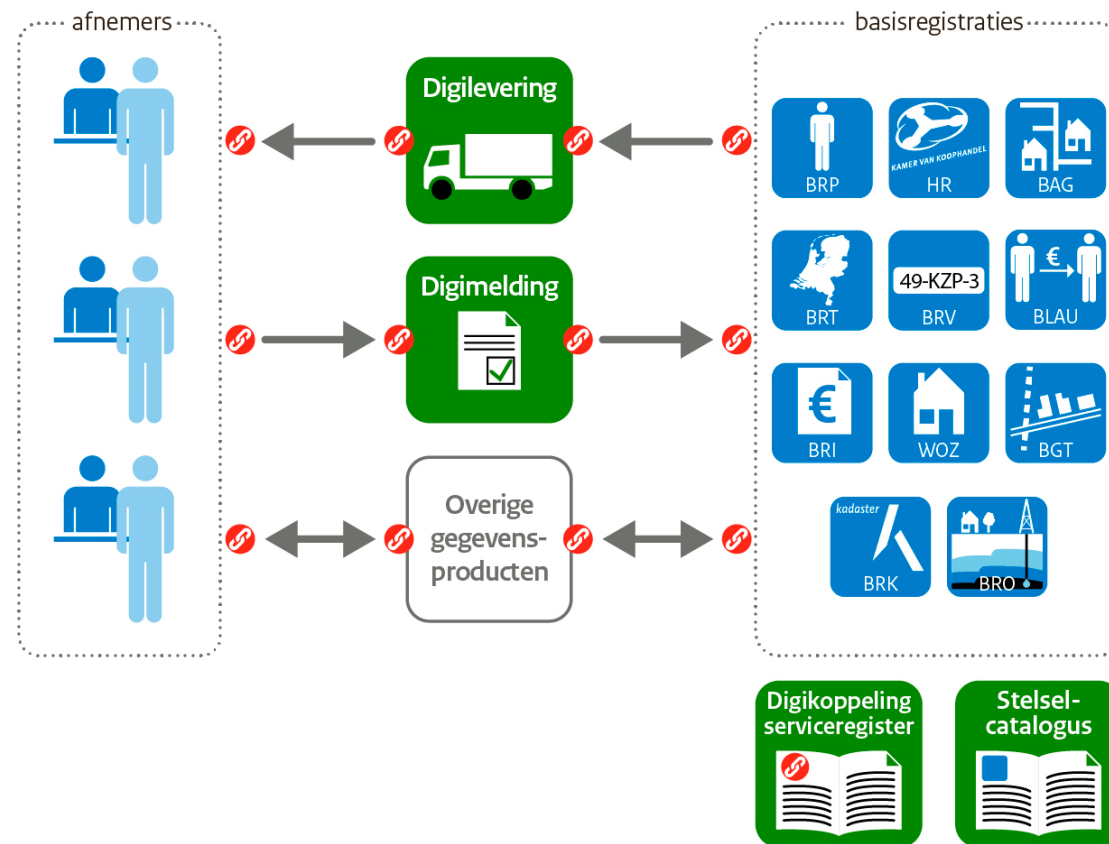 afnemers
basisregistraties
Digilevering
BRP
KAMER VAN KOOPHANDEL
HR
BAG
Digimelding
BRT
49-KZP-3
BRV
€
BLAU
€
BRI
WOZ
BGT
Overige
gegevens-
producten
kadaster
BRK
BRO
Digikoppeling
serviceregister
Stelsel-
catalogus